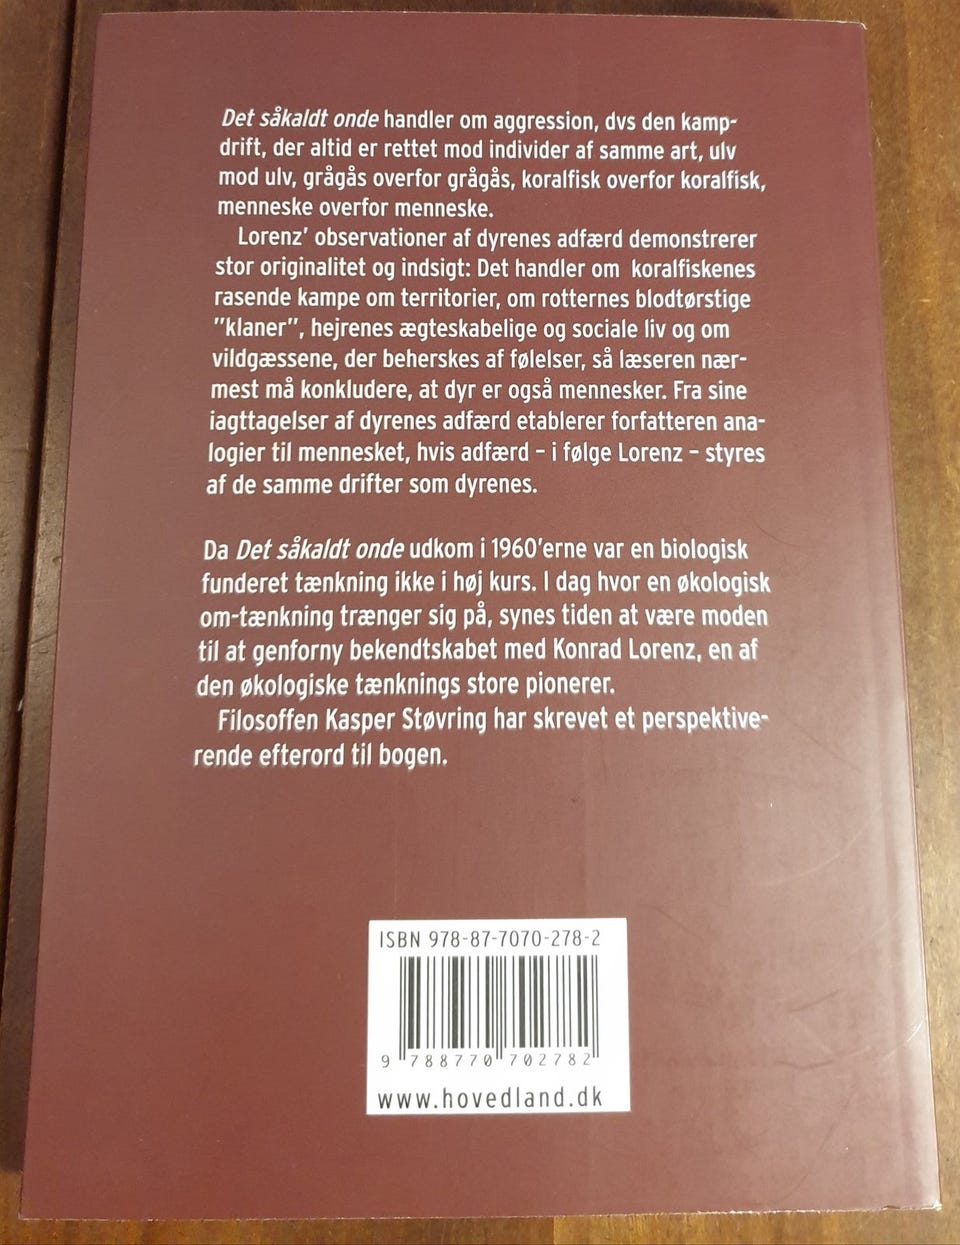 Det såkaldt onde handler om aggression, dvs den kamp-
drift, der altid er rettet mod individer af samme art, ulv
mod ulv, grågås overfor grågås, koralfisk overfor koralfisk,
menneske overfor menneske.
Lorenz' observationer af dyrenes adfærd demonstrerer
stor originalitet og indsigt: Det handler om koralfiskenes
rasende kampe om territorier, om rotternes blodtørstige
"klaner", hejrenes ægteskabelige og sociale liv og om
vildgæssene, der beherskes af følelser, så læseren nær-
mest må konkludere, at dyr er også mennesker. Fra sine
iagttagelser af dyrenes adfærd etablerer forfatteren ana-
logier til mennesket, hvis adfærd – i følge Lorenz – styres
af de samme drifter som dyrenes.
Da Det såkaldt onde udkom i 1960'erne var en biologisk
funderet tænkning ikke i høj kurs. I dag hvor en økologisk
om-tænkning trænger sig på, synes tiden at være moden
til at genforny bekendtskabet med Konrad Lorenz, en af
den økologiske tænknings store pionerer.
Filosoffen Kasper Støvring har skrevet et perspektive-
rende efterord til bogen.
ISBN 978-87-7070-278-2
9 788770 702782
www.hovedland.dk